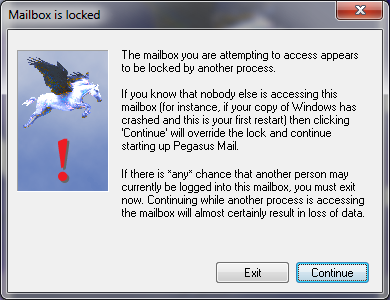 Mailbox is locked
The mailbox you are attempting to access appears
to be locked by another process.
If you know that nobody else is accessing this
mailbox (for instance, if your copy of Windows has
crashed and this is your first restart) then clicking
'Continue' will override the lock and continue
starting up Pegasus Mail.
If there is *any* chance that another person may
currently be logged into this mailbox, you must exit
now. Continuing while another process is accessing
the mailbox will almost certainly result in loss of data.
Exit
Continue